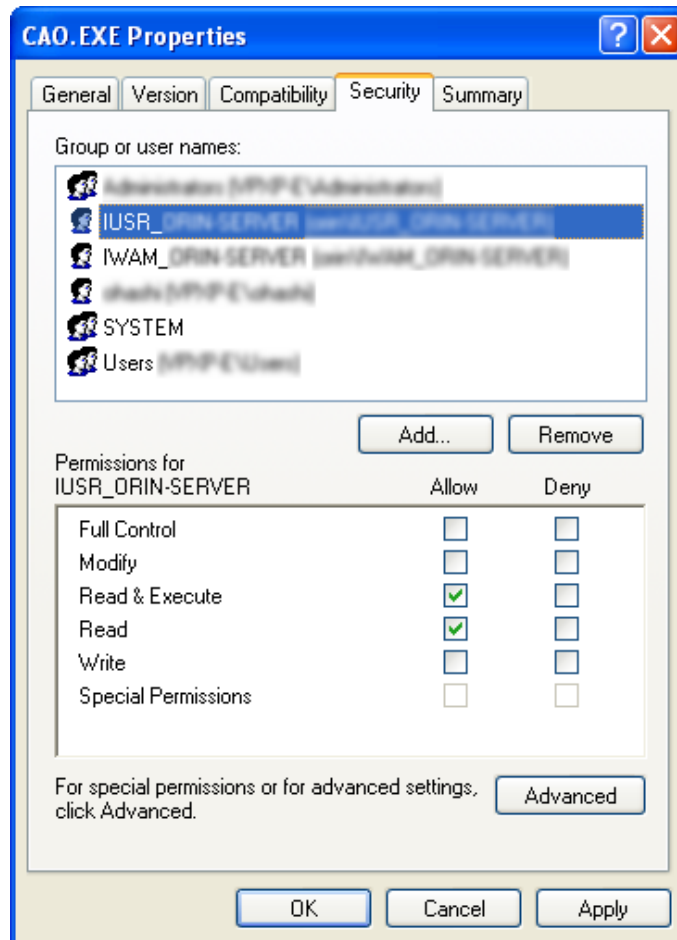 CAO.EXE Properties
General Version Compatibility Security Summary
Group or user names:
IUSR_
IWAM_
SYSTEM
Users
Add... Remove
Permissions for
IUSR_ORIN-SERVER Allow Deny
Full Control
Modify
Read & Execute
Read
Write
Special Permissions
For special permissions or for advanced settings,
click Advanced.
Advanced
OK Cancel Apply